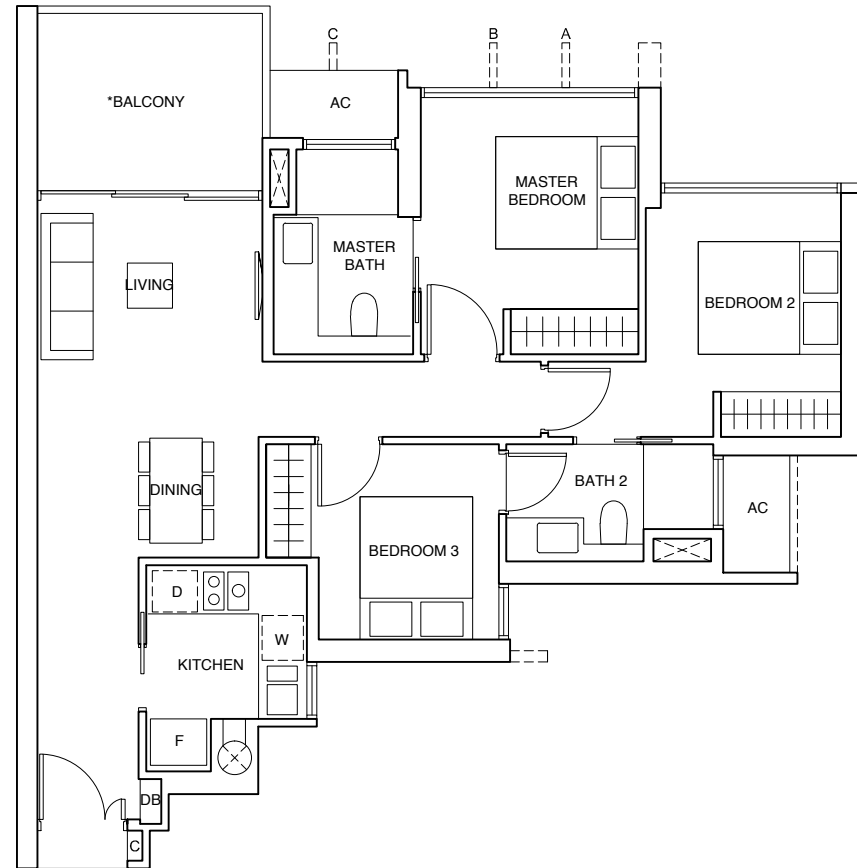 C
B
A
*BALCONY
AC
MASTER
BEDROOM
MASTER
BATH
LIVING
BEDROOM 2
DINING
BATH 2
AC
BEDROOM 3
D
W
KITCHEN
F
DB
C